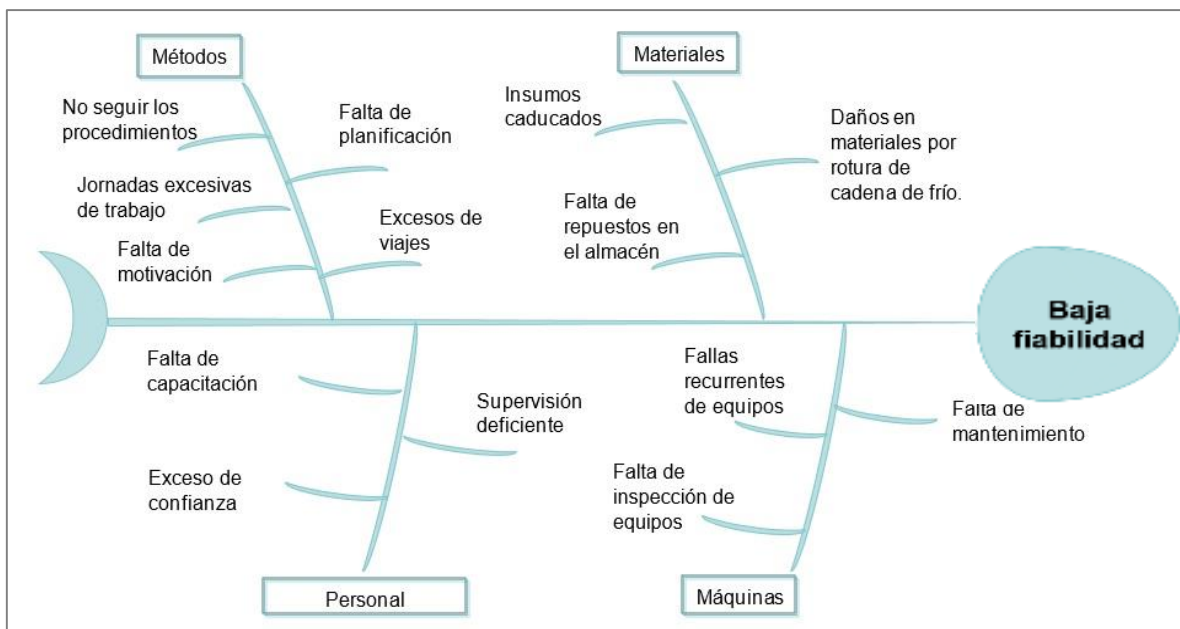 Métodos
No seguir los
procedimientos
Falta de
planificación
Jornadas excesivas
de trabajo
Excesos de
viajes
Falta de
motivación
Materiales
Insumos
caducados
Daños en
materiales por
rotura de
cadena de frío.
Falta de
repuestos en
el almacén
Baja
fiabilidad
Falta de
capacitación
Supervisión
deficiente
Exceso de
confianza
Personal
Fallas
recurrentes
de equipos
Falta de
mantenimiento
Falta de
inspección de
equipos
Máquinas